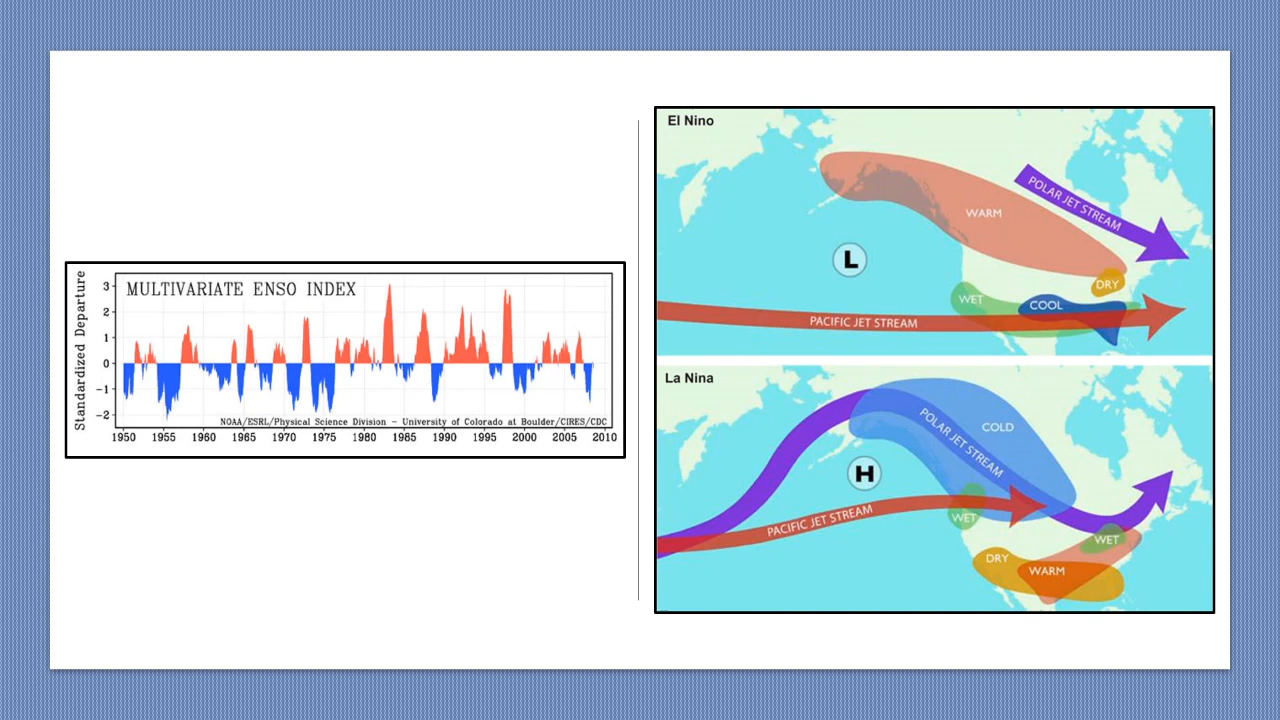 MULTIVARIATE ENSO INDEX
Standardized Departure
3
2
1
0
−1
−2
NOAA/ESRL/Physical Science Division − University of Colorado at Boulder/CIRES/CDC
1950 1955 1960 1965 1970 1975 1980 1985 1990 1995 2000 2005 2010
El Nino
POLAR JET STREAM
WARM
L
DRY
WET
COOL
PACIFIC JET STREAM
La Nina
POLAR JET STREAM
COLD
H
WET
PACIFIC JET STREAM
WET
DRY
WARM